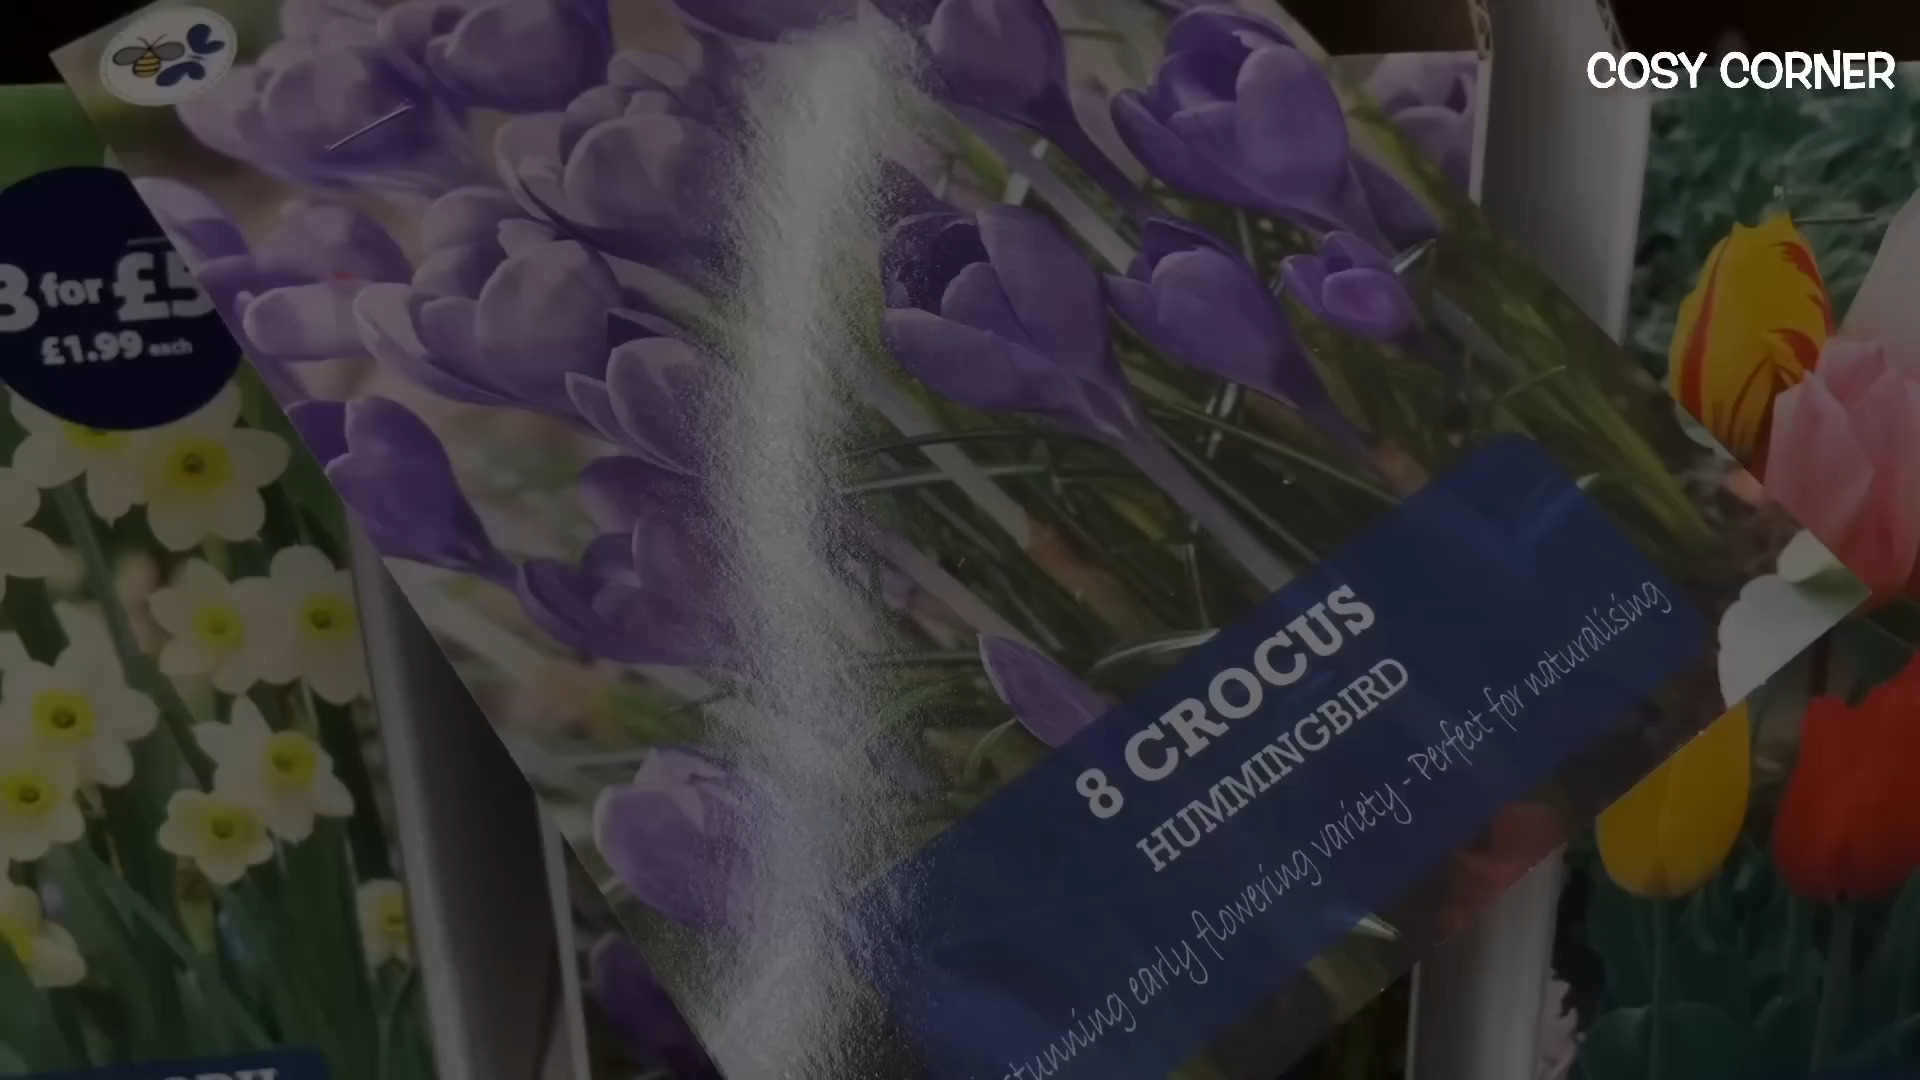 COSY CORNER
3 for £5
£1.99 each
8 CROCUS
HUMMINGBIRD
stunning early flowering variety - Perfect for naturalising